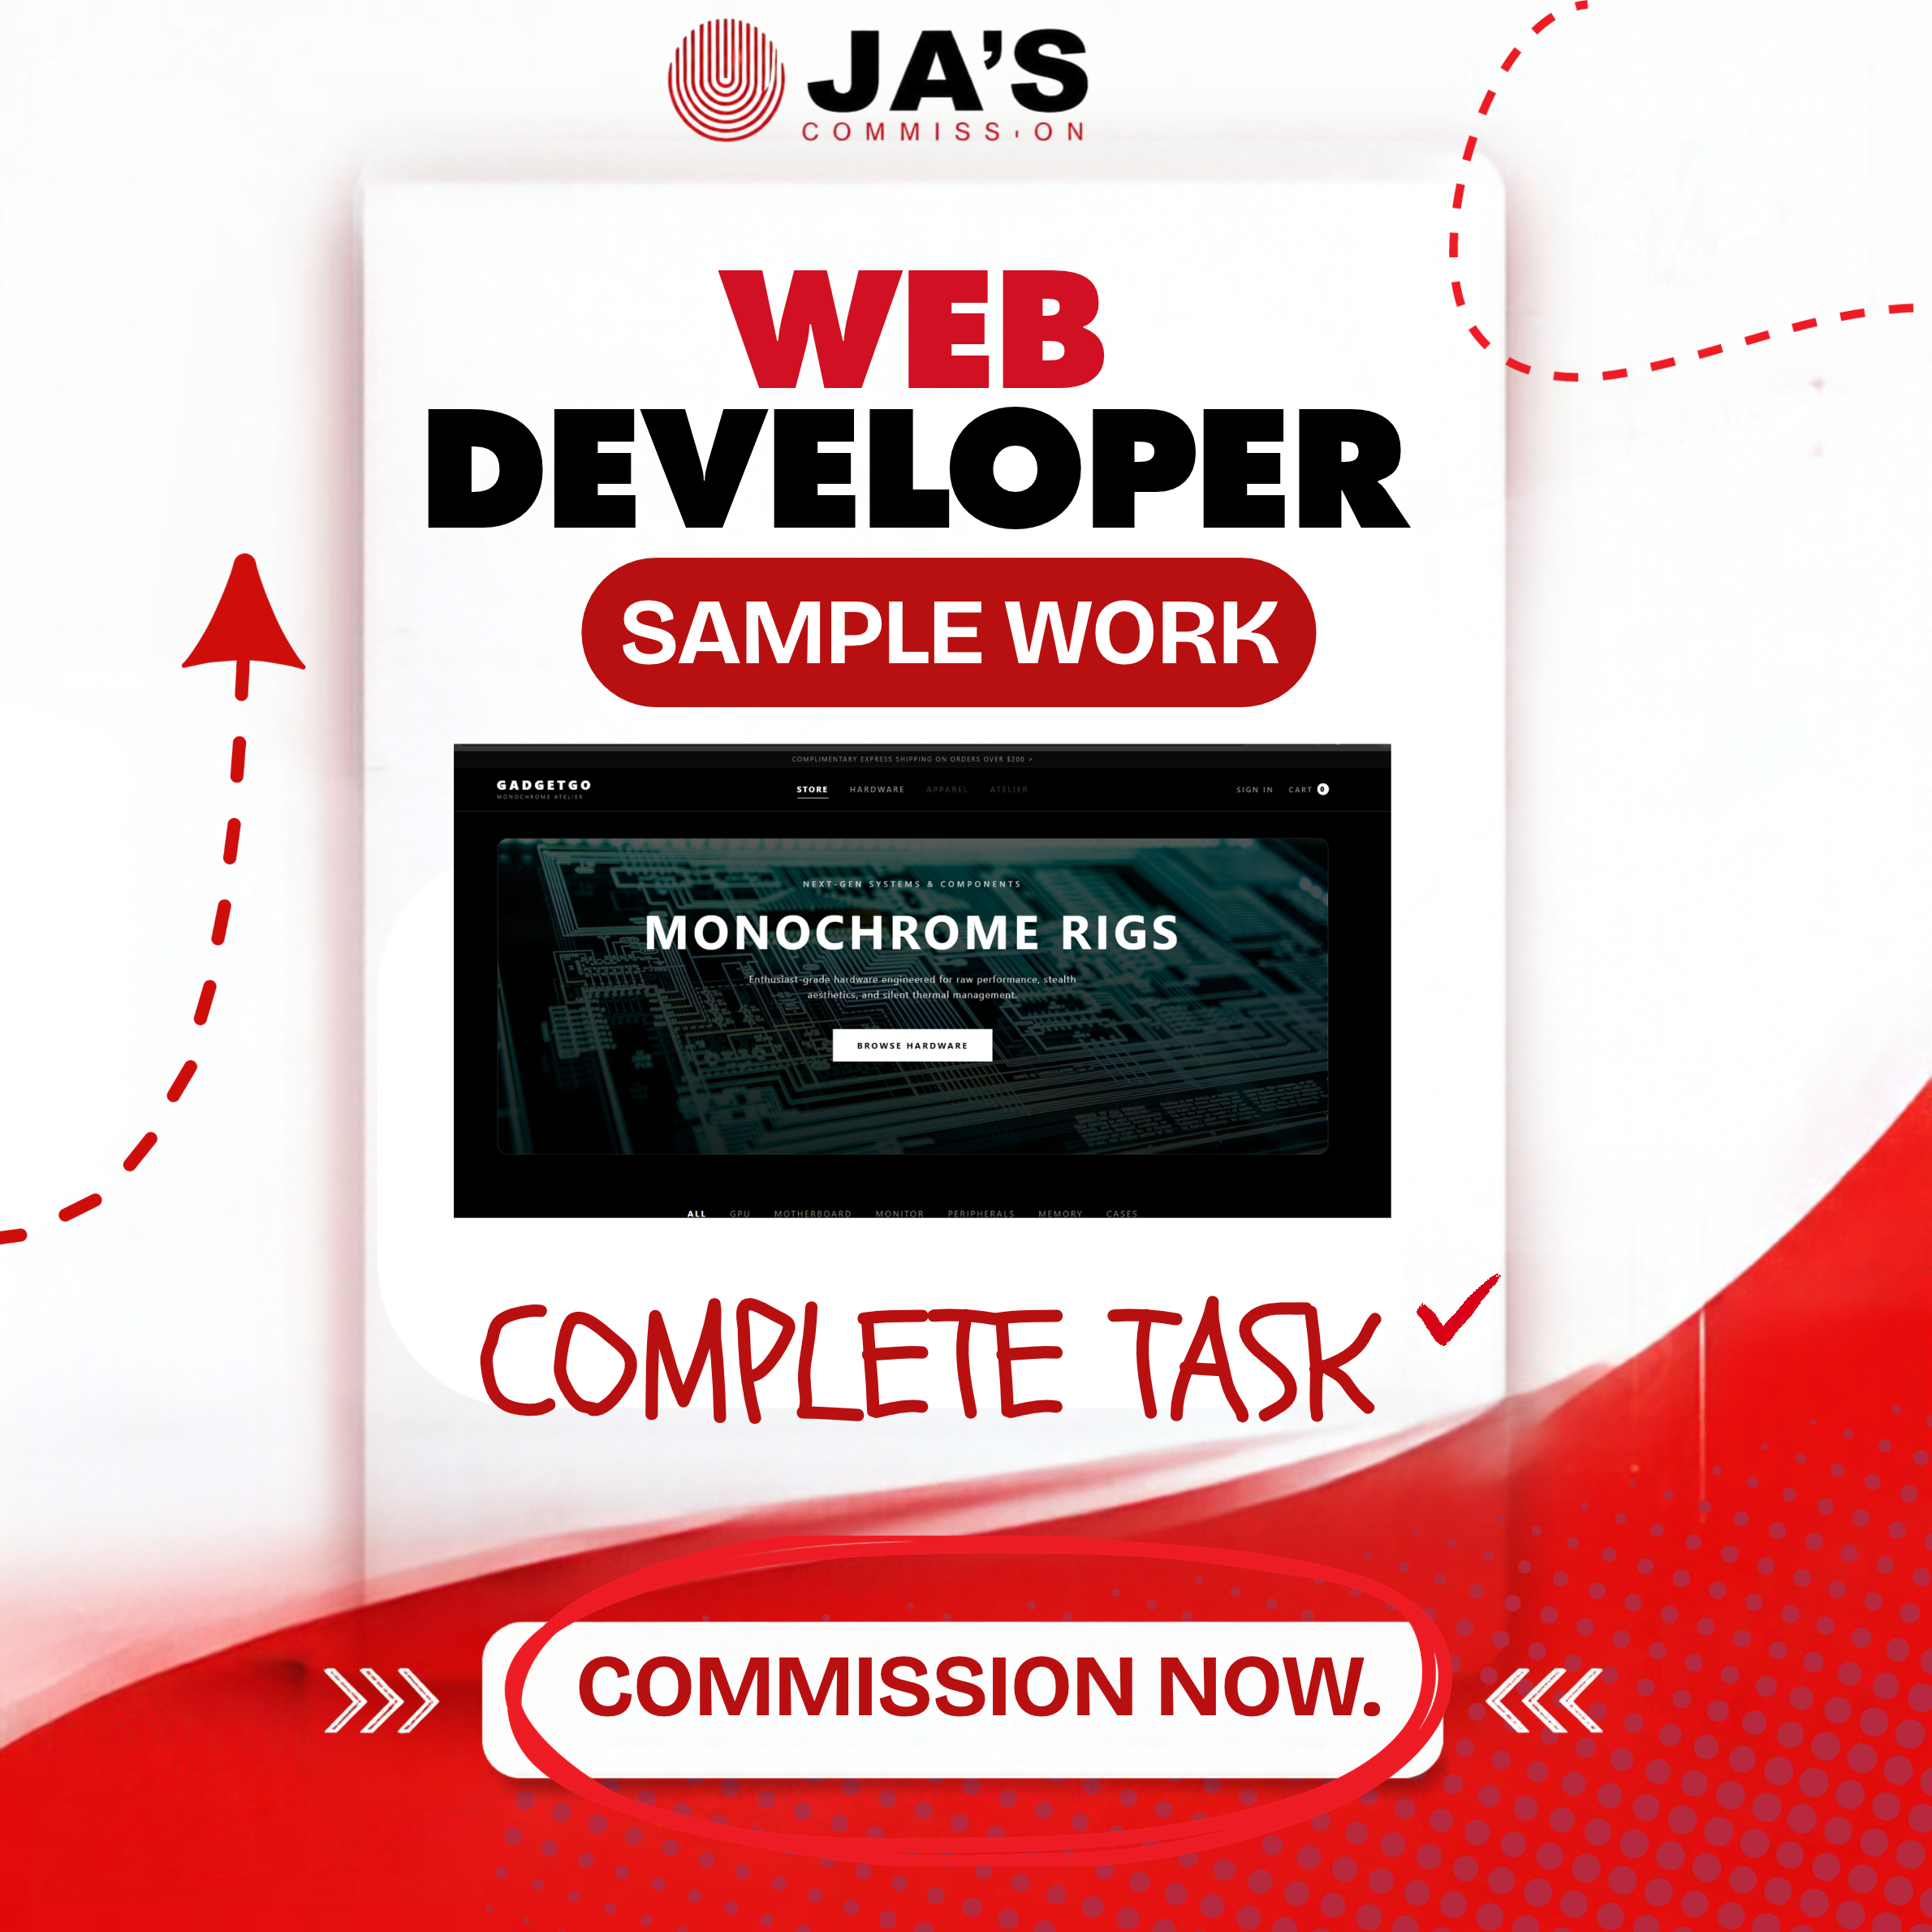 JA'S
COMMISSION
WEB
DEVELOPER
SAMPLE WORK
COMPLIMENTARY EXPRESS SHIPPING ON ORDERS OVER $200 >
GADGETGO
MONOCHROME ATELIER
STORE HARDWARE APPAREL ATELIER
SIGN IN CART 0
NEXT-GEN SYSTEMS & COMPONENTS
MONOCHROME RIGS
Enthusiast-grade hardware engineered for raw performance, stealth
aesthetics, and silent thermal management.
BROWSE HARDWARE
ALL GPU MOTHERBOARD MONITOR PERIPHERALS MEMORY CASES
COMPLETE TASK
COMMISSION NOW.